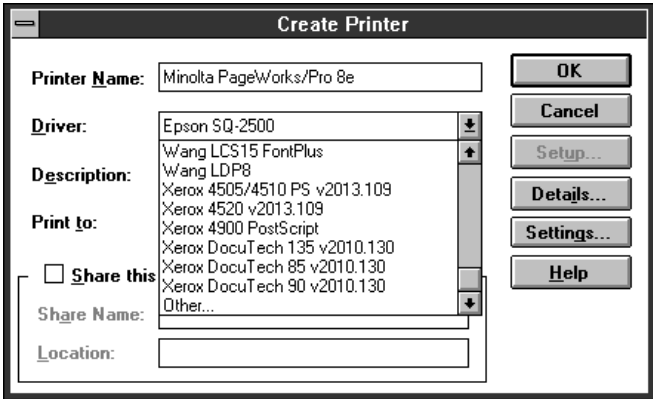 Create Printer
Printer Name: Minolta PageWorks/Pro 8e
Driver: Epson SQ-2500
Wang LCS15 FontPlus
Wang LDP8
Description:
Xerox 4505/4510 PS v2013.109
Xerox 4520 v2013.109
Print to:
Xerox 4900 PostScript
Xerox DocuTech 135 v2010.130
Xerox DocuTech 85 v2010.130
Share this
Xerox DocuTech 90 v2010.130
Other...
Share Name:
Location:
OK
Cancel
Setup...
Details...
Settings...
Help